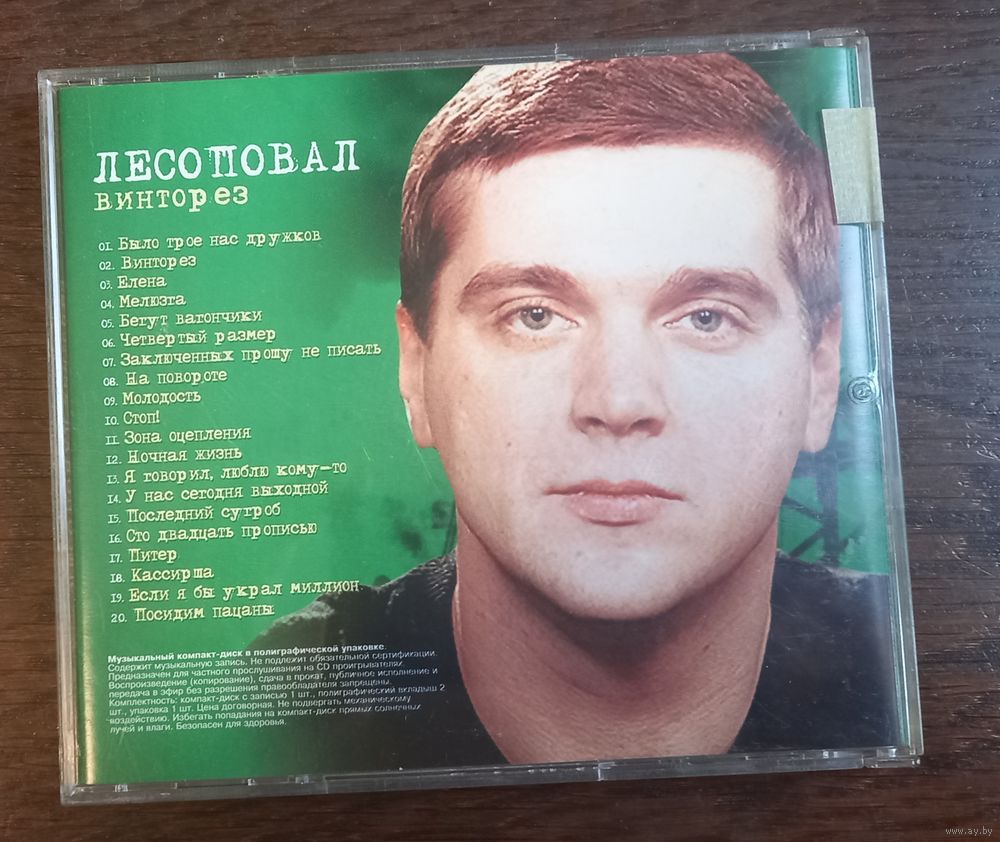 ЛЕСОПОВАЛ
винторез
01. Было трое нас дружков
02. Винторез
03. Елена
04. Мелюзга
05. Бегут вагончики
06. Четвертый размер
07. Заключенных прошу не писать
08. На повороте
09. Молодость
10. Стоп!
11. Зона оцепления
12. Ночная жизнь
13. Я говорил, люблю кому-то
14. У нас сегодня выходной
15. Последний сугроб
16. Сто двадцать прописью
17. Питер
18. Кассирша
19. Если я бы украл миллион
20. Посидим пацаны
Музыкальный компакт-диск в полиграфической упаковке.
Содержит музыкальную запись. Не подлежит обязательной сертификации.
Предназначен для частного прослушивания на CD проигрывателях.
Воспроизведение (копирование), сдача в прокат, публичное исполнение и
передача в эфир без разрешения правообладателя запрещены.
Комплектность: компакт-диск с записью 1 шт., полиграфический вкладыш 2
шт., упаковка 1 шт. Цена договорная. Не подвергать механическому
воздействию. Избегать попадания на компакт-диск прямых солнечных
лучей и влаги. Безопасен для здоровья.
www.ay.by